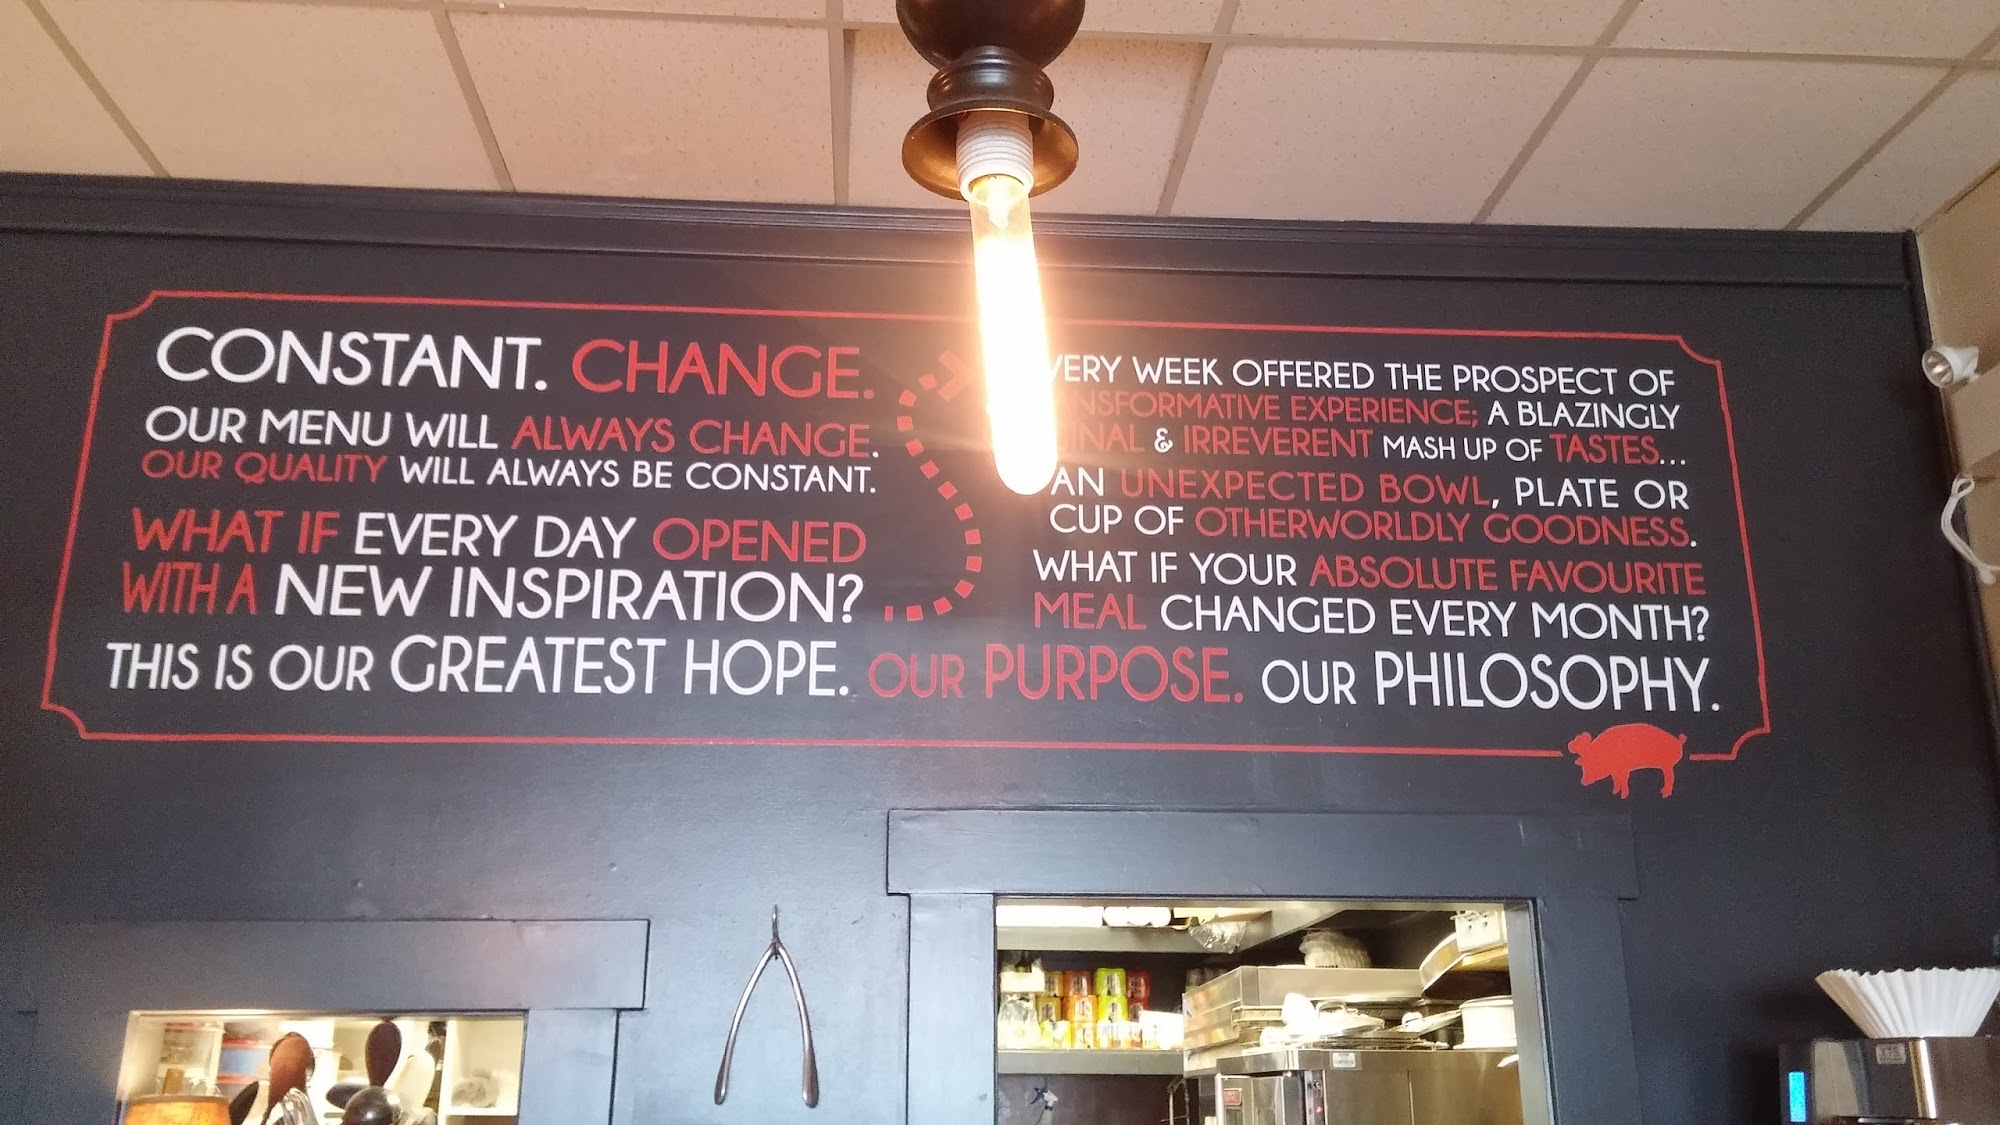 CONSTANT. CHANGE.
OUR MENU WILL ALWAYS CHANGE.
OUR QUALITY WILL ALWAYS BE CONSTANT.
WHAT IF EVERY DAY OPENED
WITH A NEW INSPIRATION?
WEEK OFFERED THE PROSPECT OF
EXPERIENCE; A BLAZINGLY
& IRREVERENT MASH UP OF TASTES...
AN UNEXPECTED BOWL, PLATE OR
CUP OF OTHERWORLDLY GOODNESS.
WHAT IF YOUR ABSOLUTE FAVOURITE
MEAL CHANGED EVERY MONTH?
THIS IS OUR GREATEST HOPE. OUR PURPOSE. OUR PHILOSOPHY.